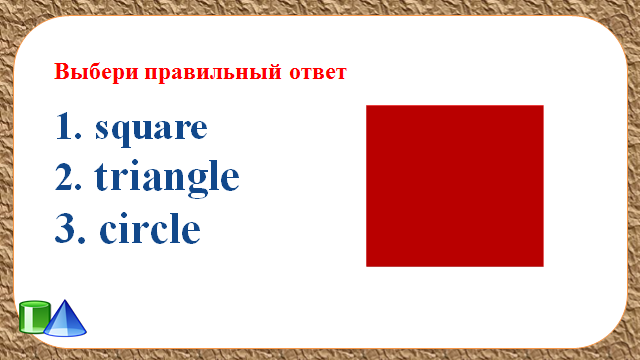 Выбери правильный ответ
1. square
2. triangle
3. circle